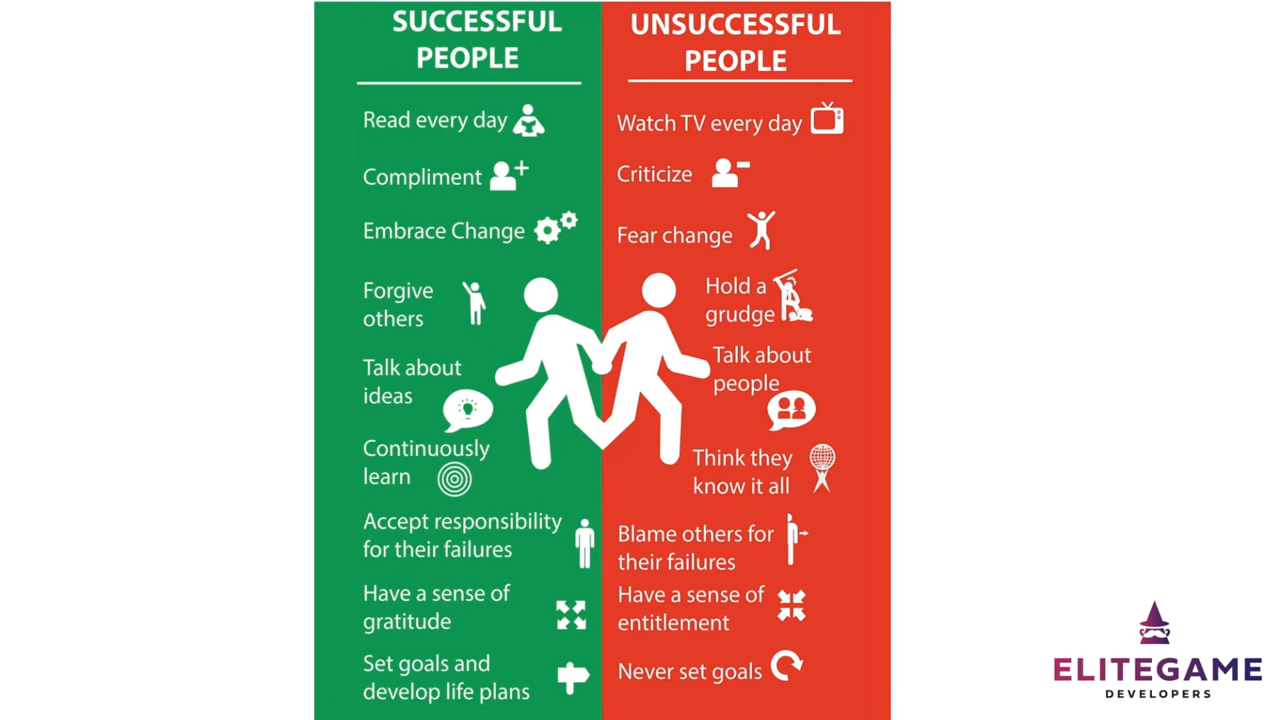 SUCCESSFUL
PEOPLE
Read every day
Compliment
Embrace Change
Forgive
others
Talk about
ideas
Continuously
learn
Accept responsibility
for their failures
Have a sense of
gratitude
Set goals and
develop life plans
UNSUCCESSFUL
PEOPLE
Watch TV every day
Criticize
Fear change
Hold a
grudge
Talk about
people
Think they
know it all
Blame others for
their failures
Have a sense of
entitlement
Never set goals
ELITEGAME
DEVELOPERS